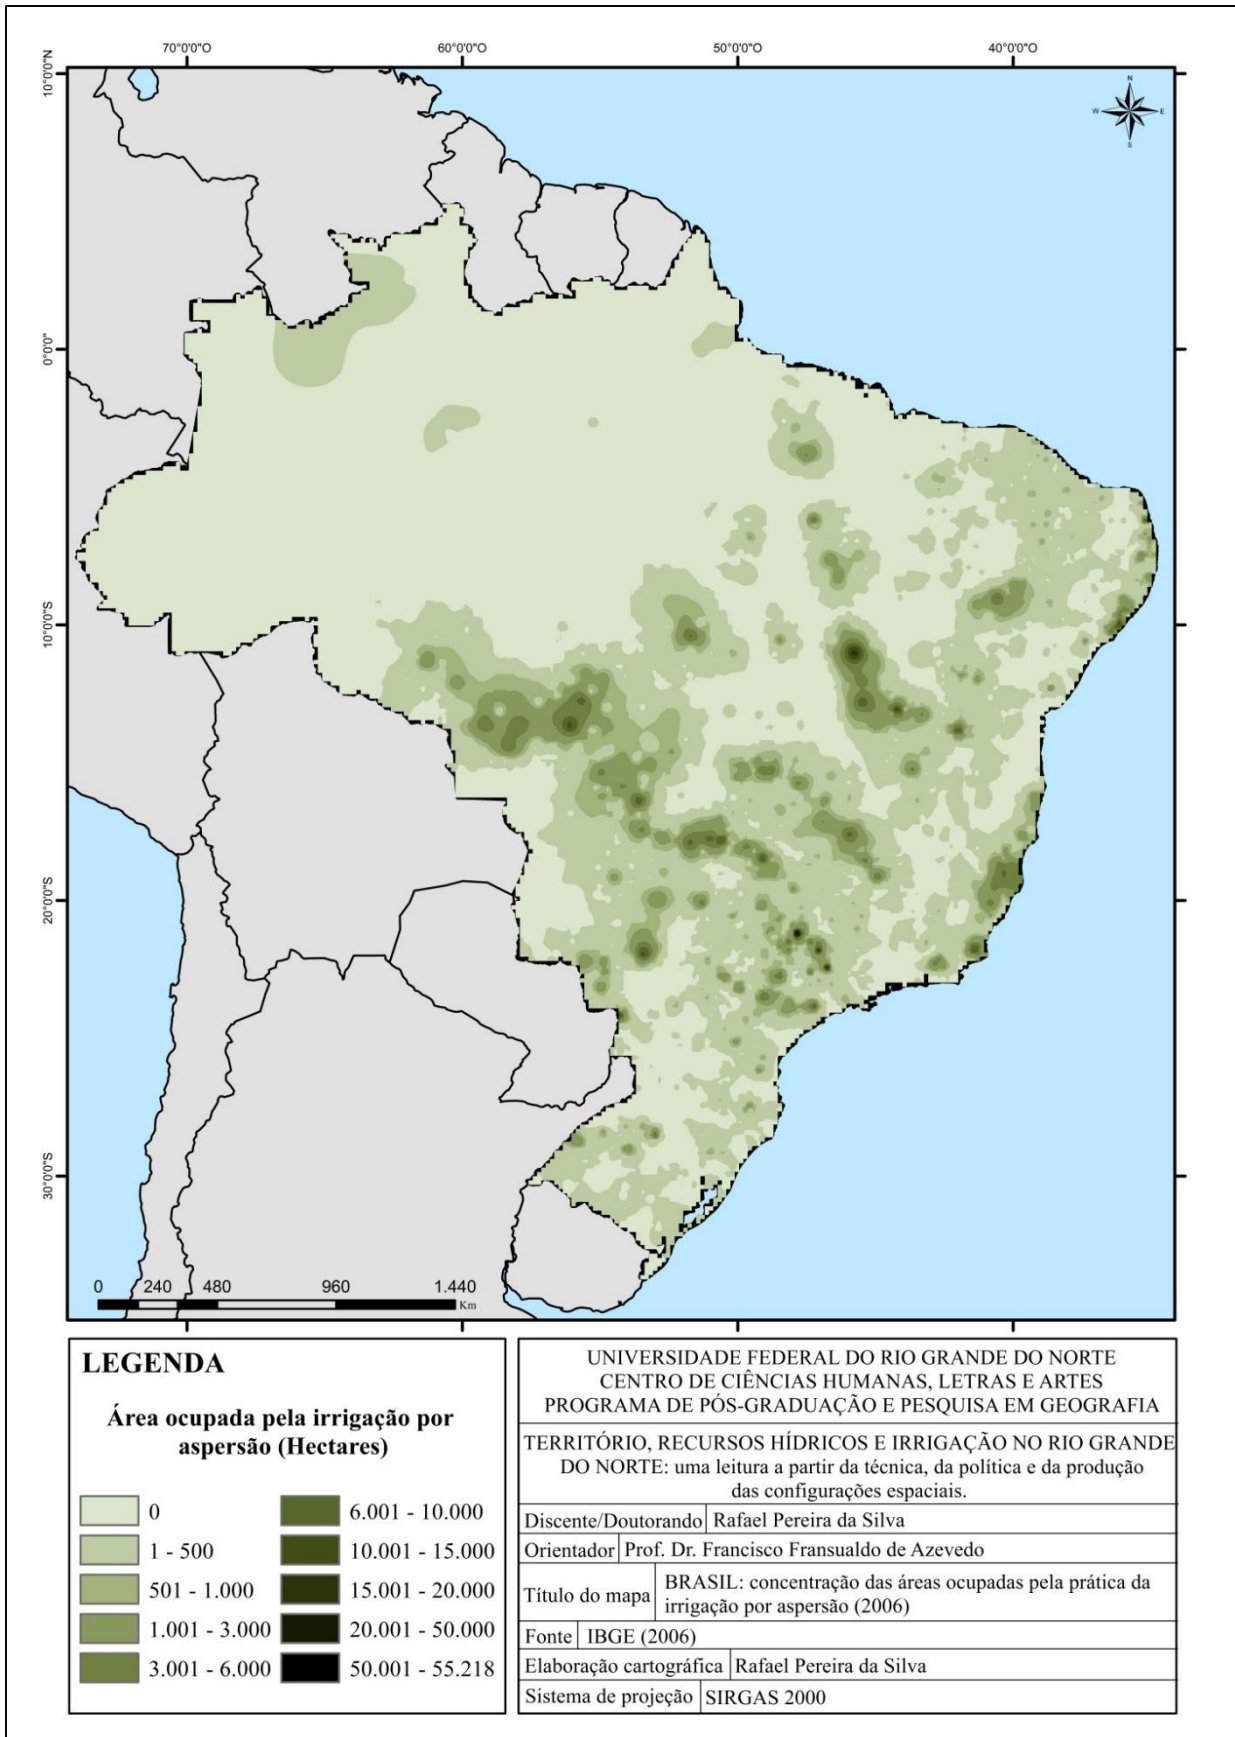 70°0'0"O
60°0'0"O
50°0'0"O
40°0'0"O
10°0'0"N
0°0'0"
10°0'0"S
20°0'0"S
30°0'0"S
N
W
E
S
0 240 480 960 1.440
Km
LEGENDA
Área ocupada pela irrigação por
aspersão (Hectares)
0
1 - 500
501 - 1.000
1.001 - 3.000
3.001 - 6.000
6.001 - 10.000
10.001 - 15.000
15.001 - 20.000
20.001 - 50.000
50.001 - 55.218
UNIVERSIDADE FEDERAL DO RIO GRANDE DO NORTE
CENTRO DE CIÊNCIAS HUMANAS, LETRAS E ARTES
PROGRAMA DE PÓS-GRADUAÇÃO E PESQUISA EM GEOGRAFIA
TERRITÓRIO, RECURSOS HÍDRICOS E IRRIGAÇÃO NO RIO GRANDE
DO NORTE: uma leitura a partir da técnica, da política e da produção
das configurações espaciais.
Discente/Doutorando Rafael Pereira da Silva
Orientador Prof. Dr. Francisco Fransualdo de Azevedo
Título do mapa BRASIL: concentração das áreas ocupadas pela prática da
irrigação por aspersão (2006)
Fonte IBGE (2006)
Elaboração cartográfica Rafael Pereira da Silva
Sistema de projeção SIRGAS 2000